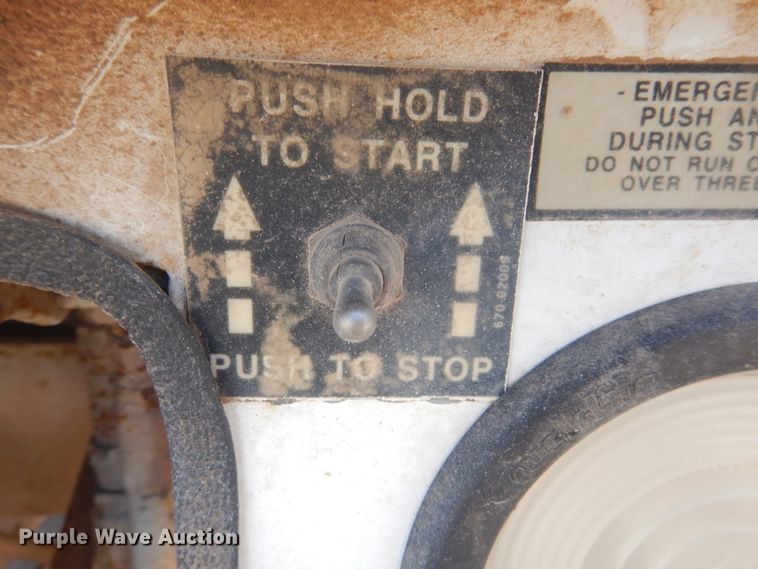 PUSH HOLD
TO START
PUSH TO STOP
670-92009
- EMERGEN
PUSH AN
DURING ST
DO NOT RUN
OVER THREE
Purple Wave Auction